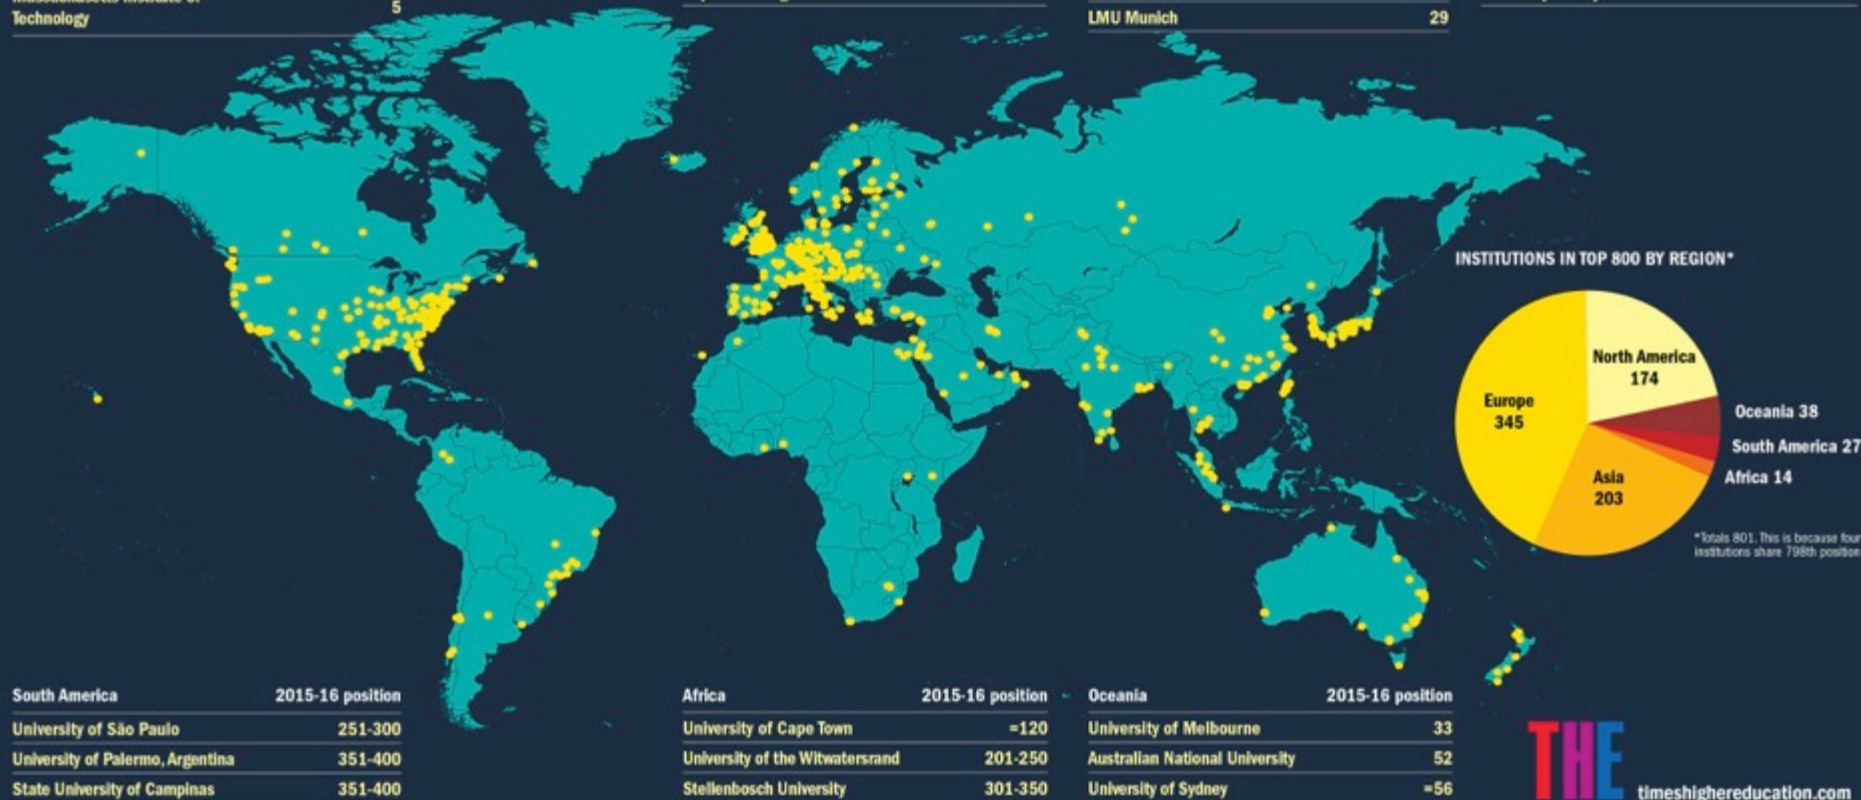 Technology
5
LMU Munich 29
INSTITUTIONS IN TOP 800 BY REGION*
North America
174
Europe
345
Oceania 38
South America 27
Asia
203
Africa 14
*Totals 801. This is because four
institutions share 798th position
South America 2015-16 position
University of São Paulo 251-300
University of Palermo, Argentina 351-400
State University of Campinas 351-400
Africa 2015-16 position
University of Cape Town =120
University of the Witwatersrand 201-250
Stellenbosch University 301-350
Oceania 2015-16 position
University of Melbourne 33
Australian National University 52
University of Sydney =56
THE
timeshighereducation.com